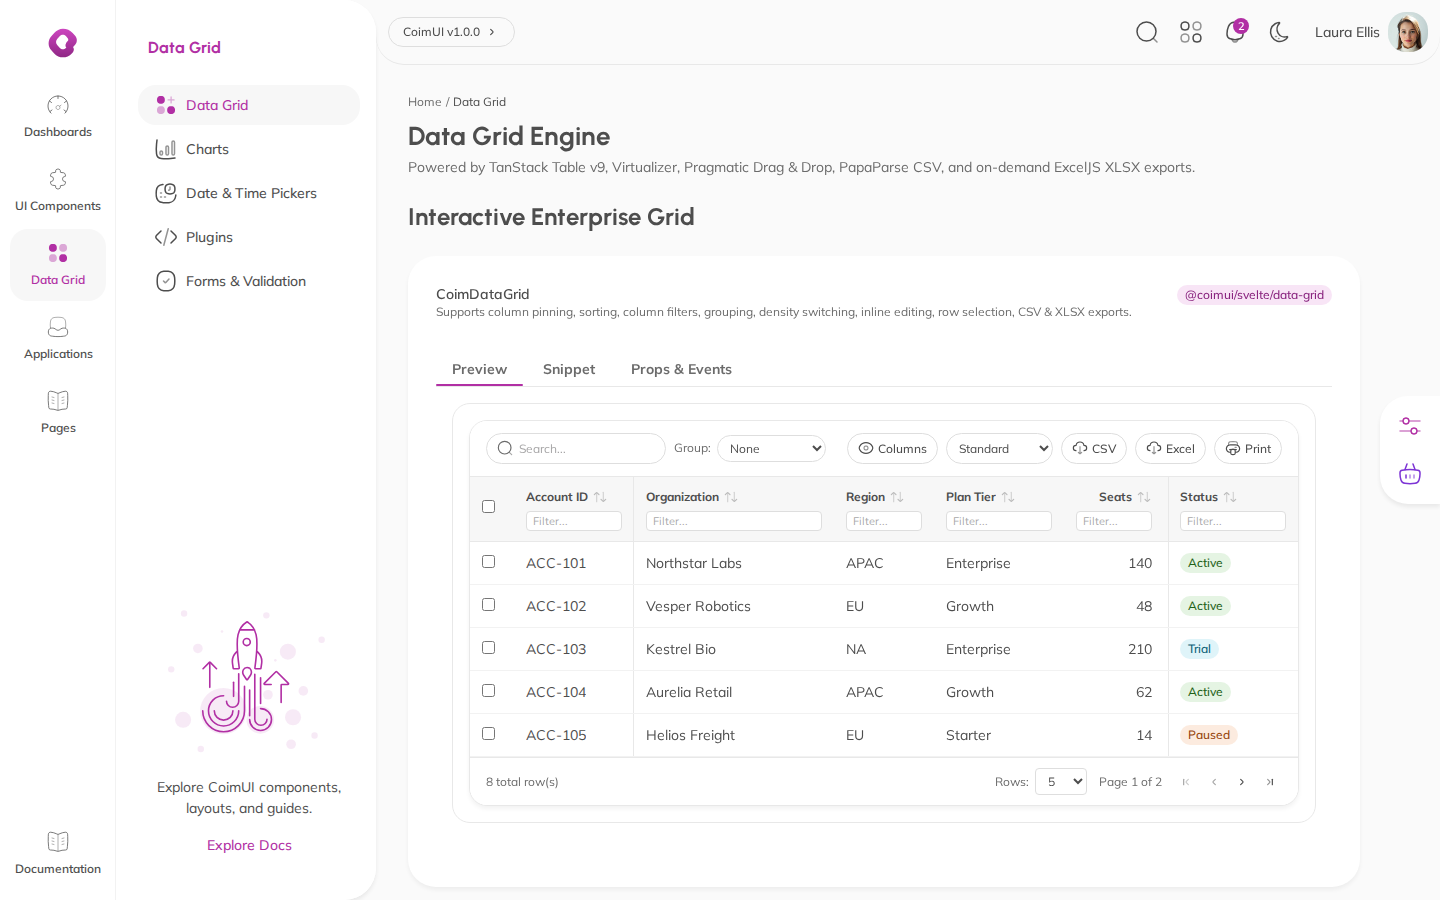 Dashboards
UI Components
Data Grid
Applications
Pages
Documentation
Data Grid
Data Grid
Charts
Date & Time Pickers
Plugins
Forms & Validation
Explore CoimUI components,
layouts, and guides.
Explore Docs
CoimUI v1.0.0
2
Laura Ellis
Home / Data Grid
Data Grid Engine
Powered by TanStack Table v9, Virtualizer, Pragmatic Drag & Drop, PapaParse CSV, and on-demand ExcelJS XLSX exports.
Interactive Enterprise Grid
CoimDataGrid
@coimui/svelte/data-grid
Supports column pinning, sorting, column filters, grouping, density switching, inline editing, row selection, CSV & XLSX exports.
Preview Snippet Props & Events
Search... Group: None Columns Standard CSV Excel Print
Account ID Organization Region Plan Tier Seats Status
Filter... Filter... Filter... Filter... Filter... Filter...
ACC-101 Northstar Labs APAC Enterprise 140 Active
ACC-102 Vesper Robotics EU Growth 48 Active
ACC-103 Kestrel Bio NA Enterprise 210 Trial
ACC-104 Aurelia Retail APAC Growth 62 Active
ACC-105 Helios Freight EU Starter 14 Paused
8 total row(s) Rows: 5 Page 1 of 2